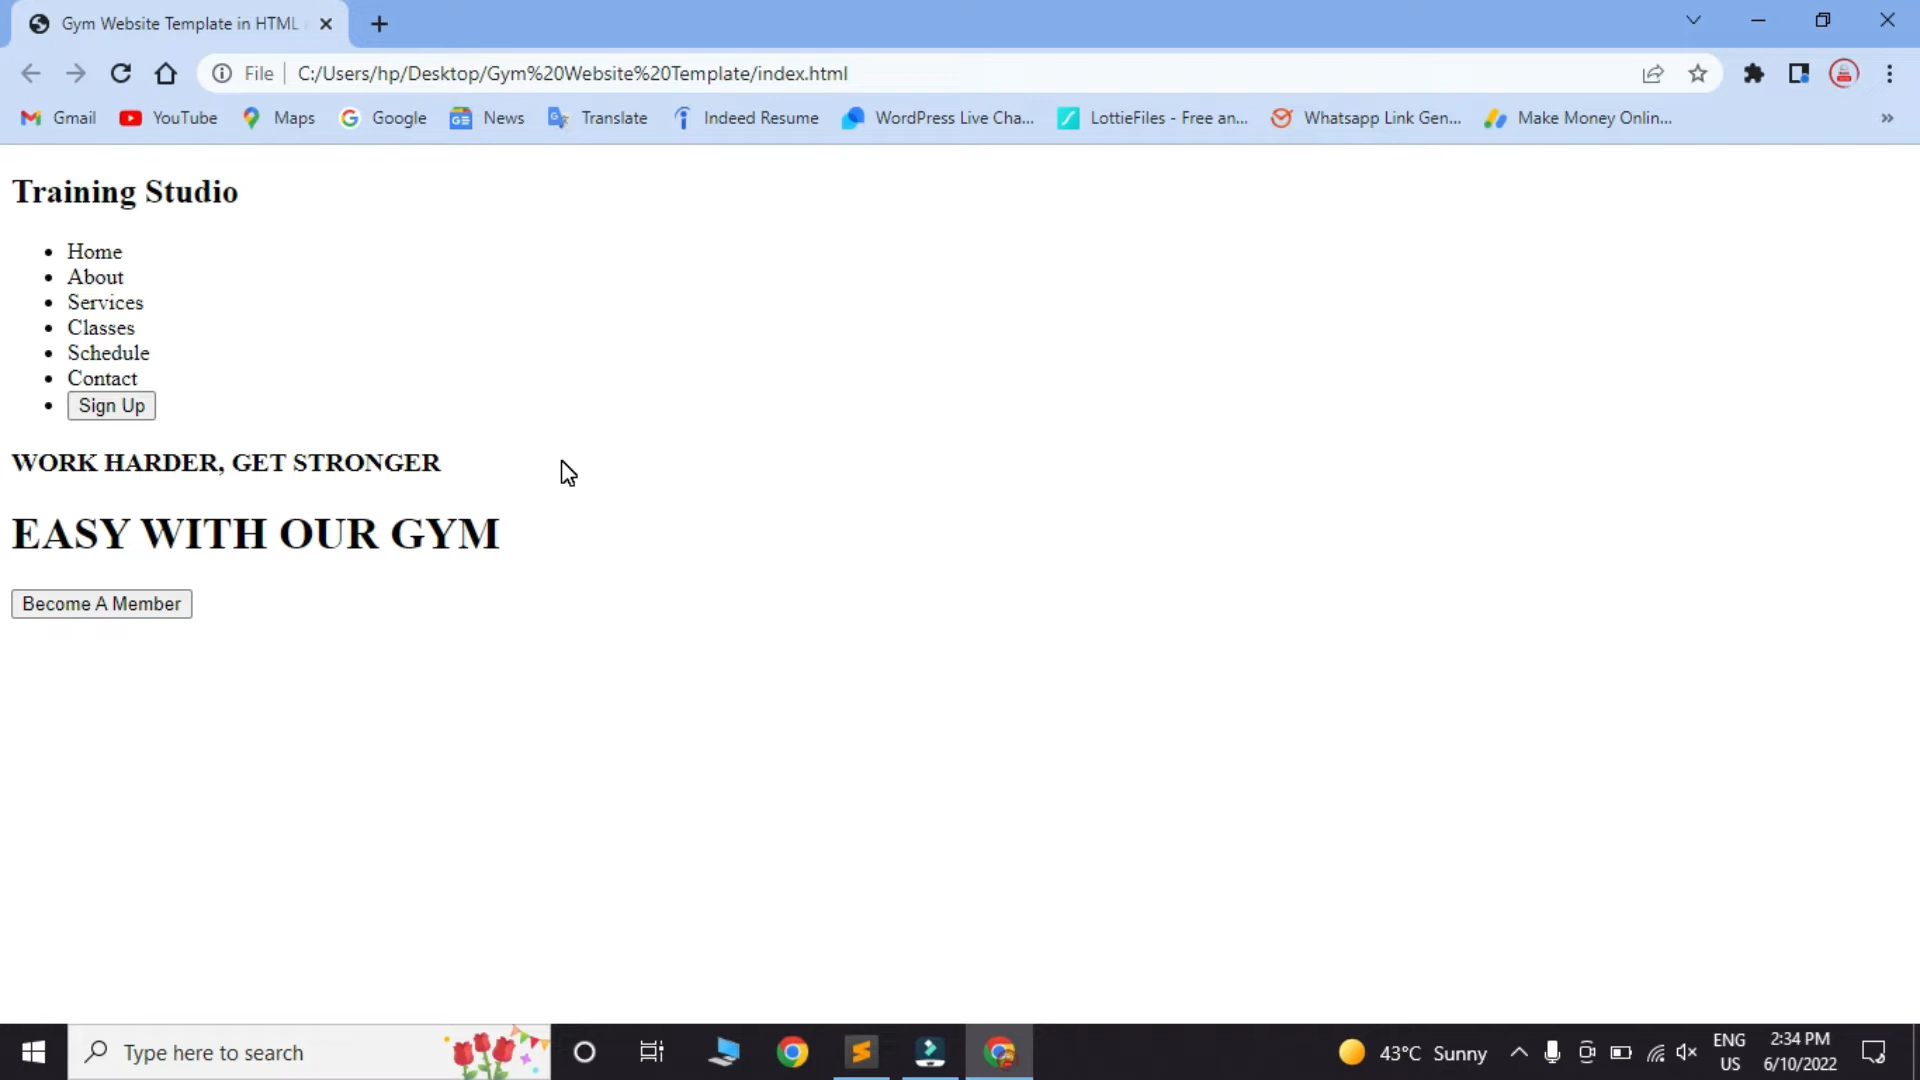 Gym Website Template in HTML
File
C:/Users/hp/Desktop/Gym%20Website%20Template/index.html
Gmail YouTube Maps Google News Translate Indeed Resume WordPress Live Cha... LottieFiles - Free an... Whatsapp Link Gen... Make Money Onlin... »
Training Studio
Home
About
Services
Classes
Schedule
Contact
Sign Up
WORK HARDER, GET STRONGER
EASY WITH OUR GYM
Become A Member
Type here to search
43°C Sunny
ENG
US
2:34 PM
6/10/2022